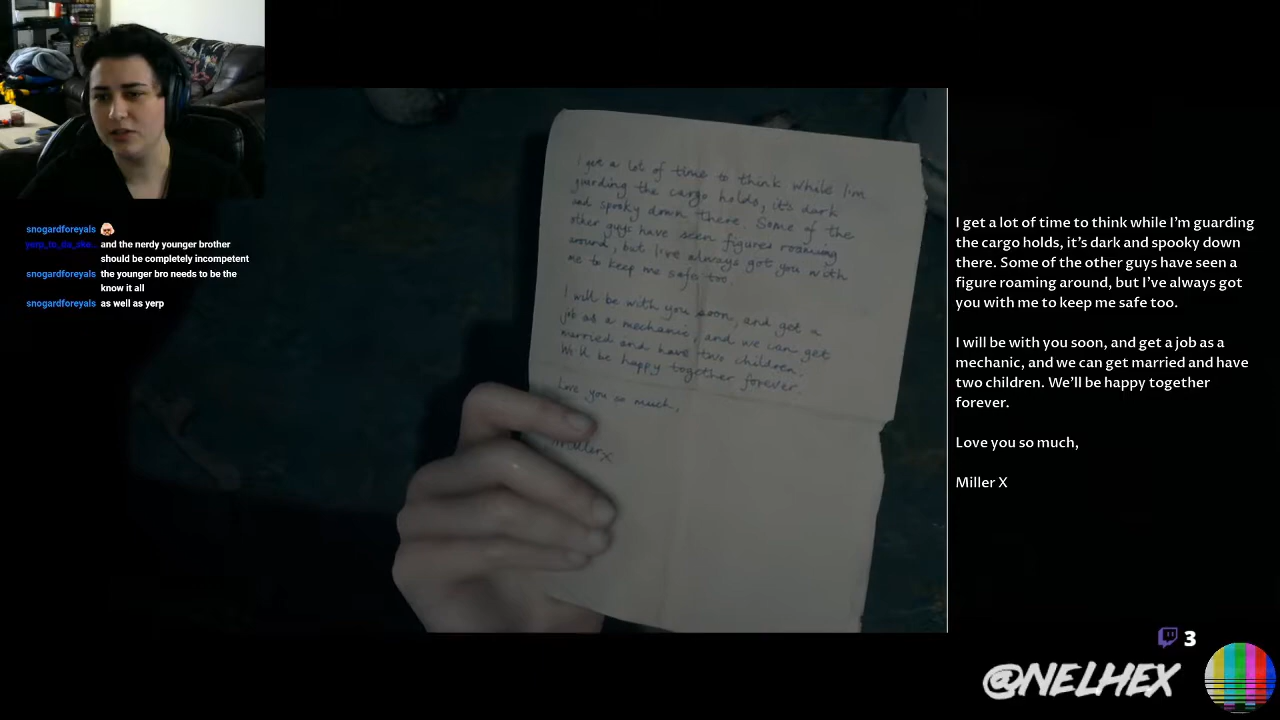 snogardforeyals
and the nerdy younger brother
should be completely incompetent
snogardforeyals the younger bro needs to be the
know it all
snogardforeyals as well as yerp
I get a lot of time to think while I'm
guarding the cargo holds, it's dark
and spooky down there. Some of the
other guys have seen figures roaming
around, but I've always got you with
me to keep me safe too.
I will be with you soon, and get a
job as a mechanic, and we can get
married and have two children.
We'll be happy together forever.
Love you so much,
Miller x
I get a lot of time to think while I’m guarding
the cargo holds, it’s dark and spooky down
there. Some of the other guys have seen a
figure roaming around, but I’ve always got
you with me to keep me safe too.
I will be with you soon, and get a job as a
mechanic, and we can get married and have
two children. We’ll be happy together
forever.
Love you so much,
Miller X
3
@NELHEX